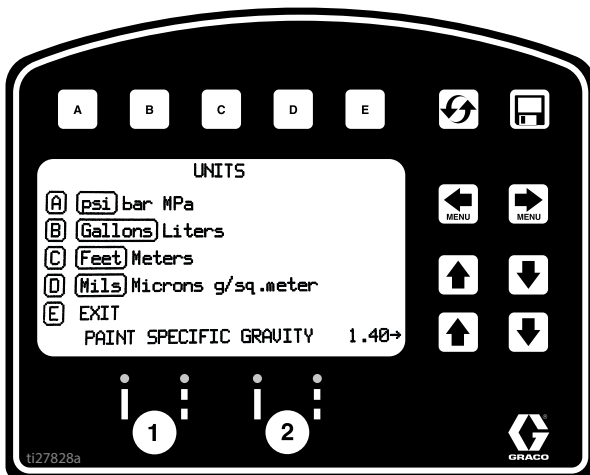 A B C D E
UNITS
A psi bar MPa
B Gallons Liters
C Feet Meters
D Mils Microns g/sq.meter
E EXIT
PAINT SPECIFIC GRAVITY 1.40→
MENU MENU
1 2
ti27828a
G
GRACO